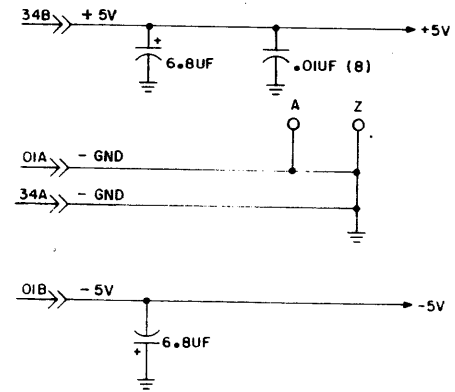 34B + 5V +5V
+
6.8UF .01UF (8)
A Z
01A - GND
34A - GND
01B - 5V -5V
6.8UF
+